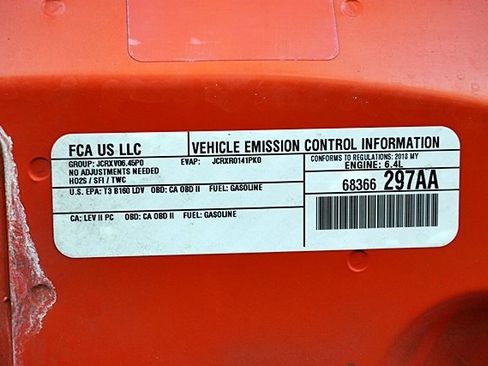 FCA US LLC
VEHICLE EMISSION CONTROL INFORMATION
GROUP: JCRXV06.45P0 EVAP: JCRXR0141PK0
NO ADJUSTMENTS NEEDED
HO2S / SFI / TWC
CONFORMS TO REGULATIONS: 2018 MY
ENGINE: 6.4L
U.S. EPA: T3 B160 LDV OBD: CA OBD II FUEL: GASOLINE
68366 297AA
CA: LEV II PC OBD: CA OBD II FUEL: GASOLINE